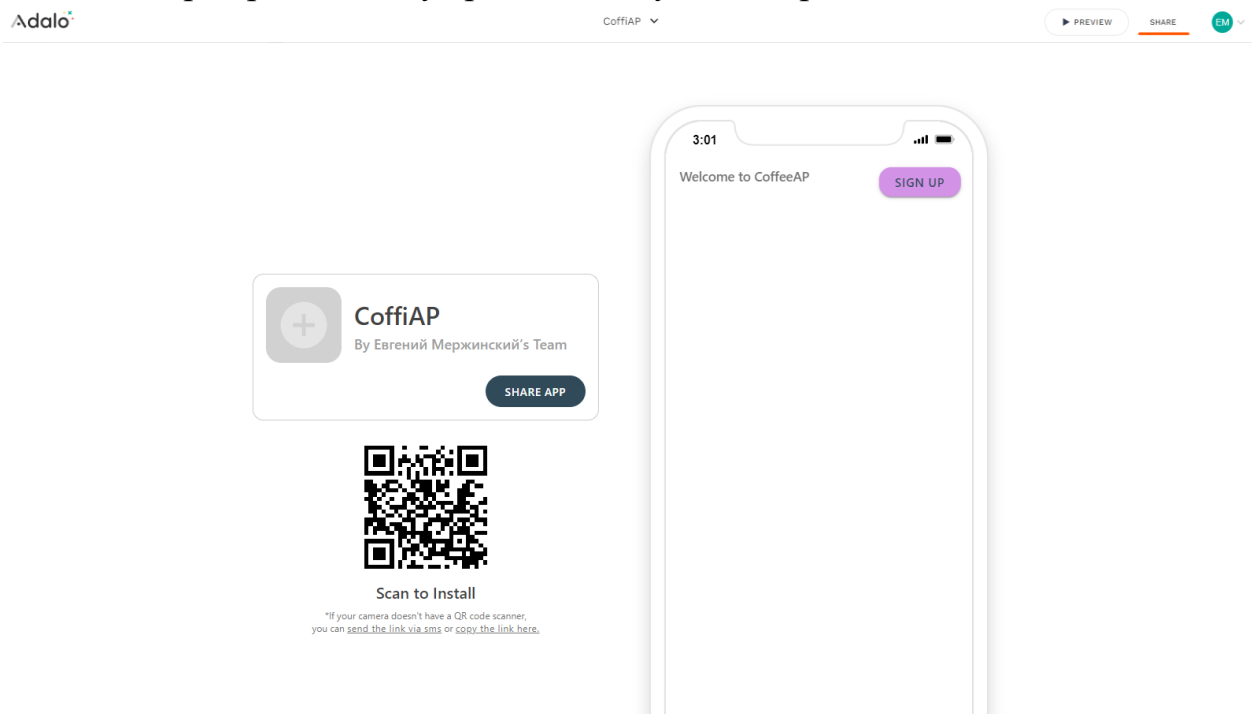 Adalo
CoffiAP
PREVIEW
SHARE
EM
3:01
Welcome to CoffeeAP
SIGN UP
CoffiAP
By Евгений Мержинский's Team
SHARE APP
Scan to Install
*If your camera doesn't have a QR code scanner,
you can send the link via sms or copy the link here.